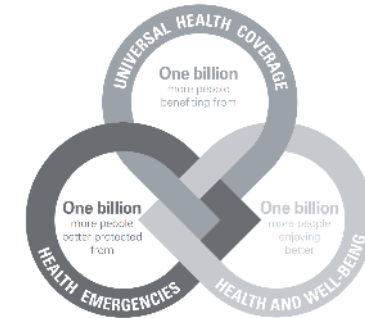 UNIVERSAL HEALTH COVERAGE
One billion
more people
benefiting from
One billion
more people
better protected
from
HEALTH EMERGENCIES
One billion
more people
enjoying
better
HEALTH AND WELL-BEING